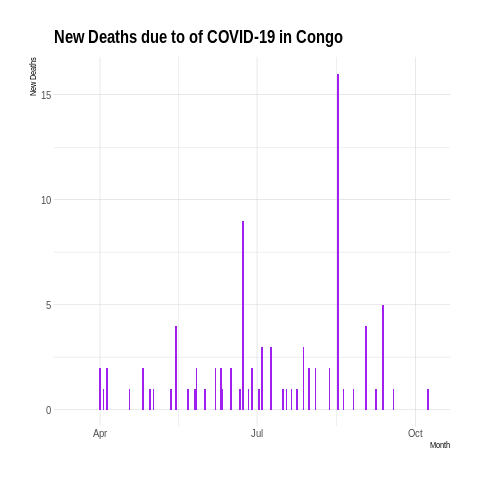 New Deaths due to of COVID-19 in Congo
New Deaths
15
10
5
0
Apr
Jul
Oct
Month